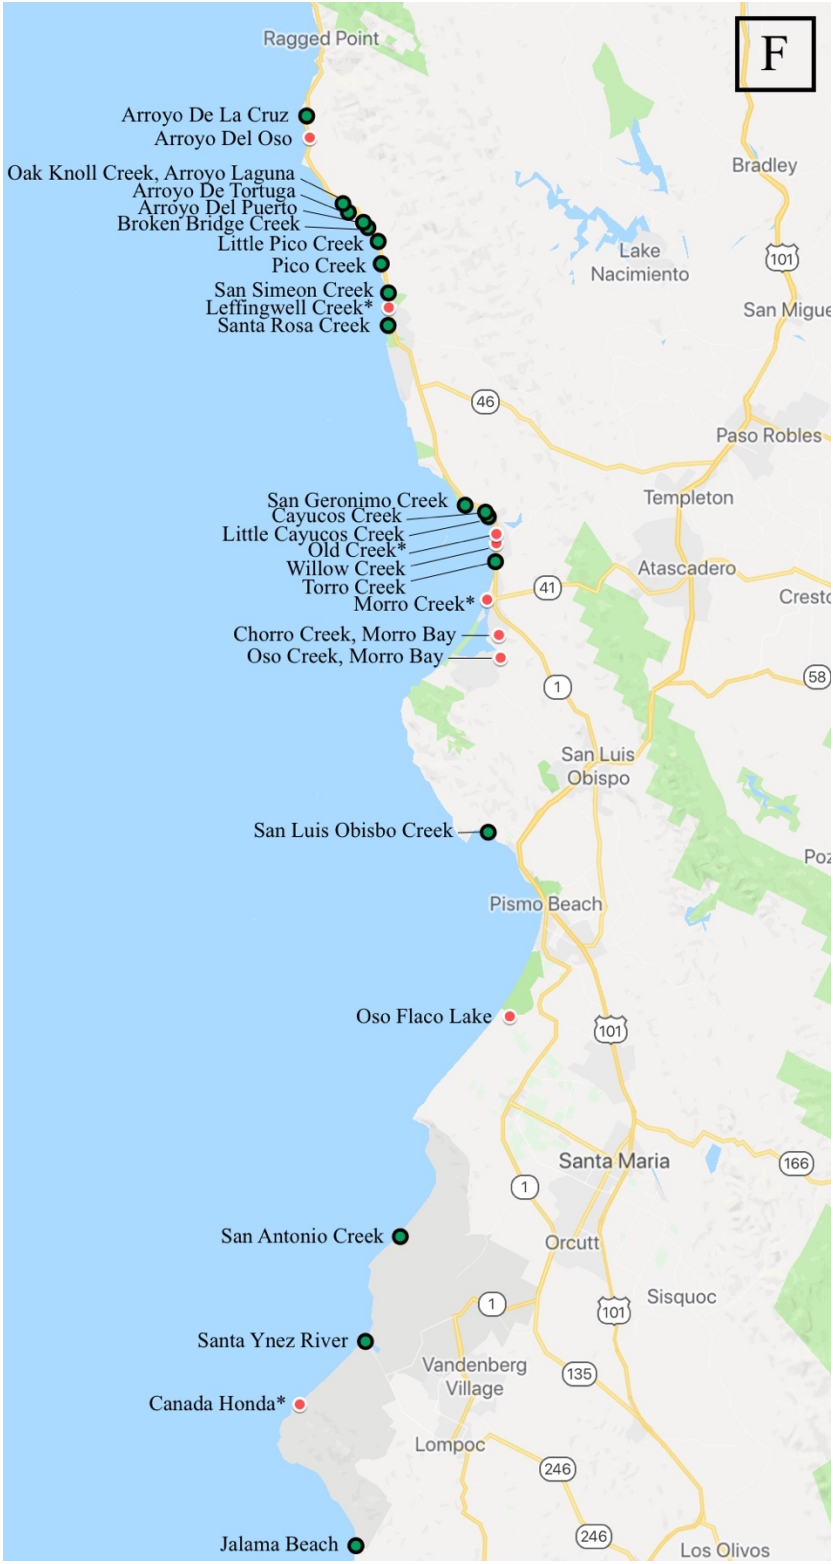 Ragged Point
F
Arroyo De La Cruz
Arroyo Del Oso
Bradley
Oak Knoll Creek, Arroyo Laguna
Arroyo De Tortuga
Arroyo Del Puerto
Broken Bridge Creek
Little Pico Creek
Lake
Nacimiento
101
Pico Creek
San Simeon Creek
Leffingwell Creek*
San Migue
Santa Rosa Creek
46
Paso Robles
San Geronimo Creek
Templeton
Cayucos Creek
Little Cayucos Creek
Old Creek*
Willow Creek
Atascadero
Torro Creek
41
Cresto
Morro Creek*
Chorro Creek, Morro Bay
Oso Creek, Morro Bay
58
1
San Luis
Obispo
San Luis Obisbo Creek
Poz
Pismo Beach
Oso Flaco Lake
101
Santa Maria
166
1
San Antonio Creek
Orcutt
Sisquoc
1
101
Santa Ynez River
Vandenberg
Village
135
Canada Honda*
Lompoc
246
246
Jalama Beach
Los Olivos